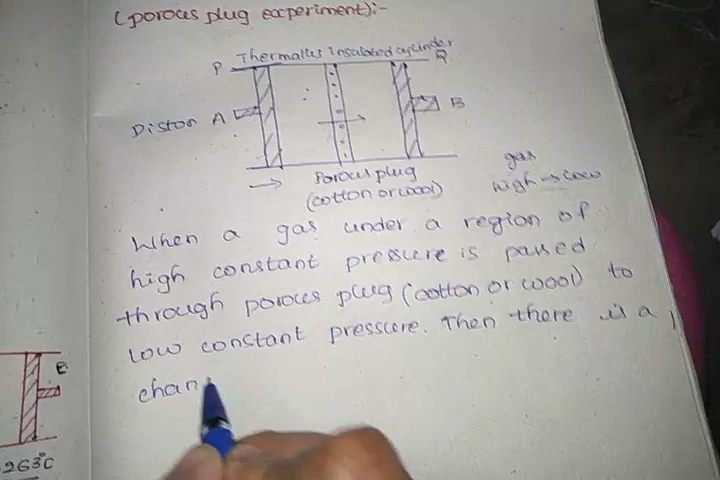 (porous plug experiment):-
Thermally insulated cylinder
P
Q
Piston A
B
Porous plug
(cotton or wool)
gas
high → low
When a gas under a region of
high constant pressure is passed
through porous plug (cotton or wool) to
low constant pressure. Then there is a
chan
E
-263°C